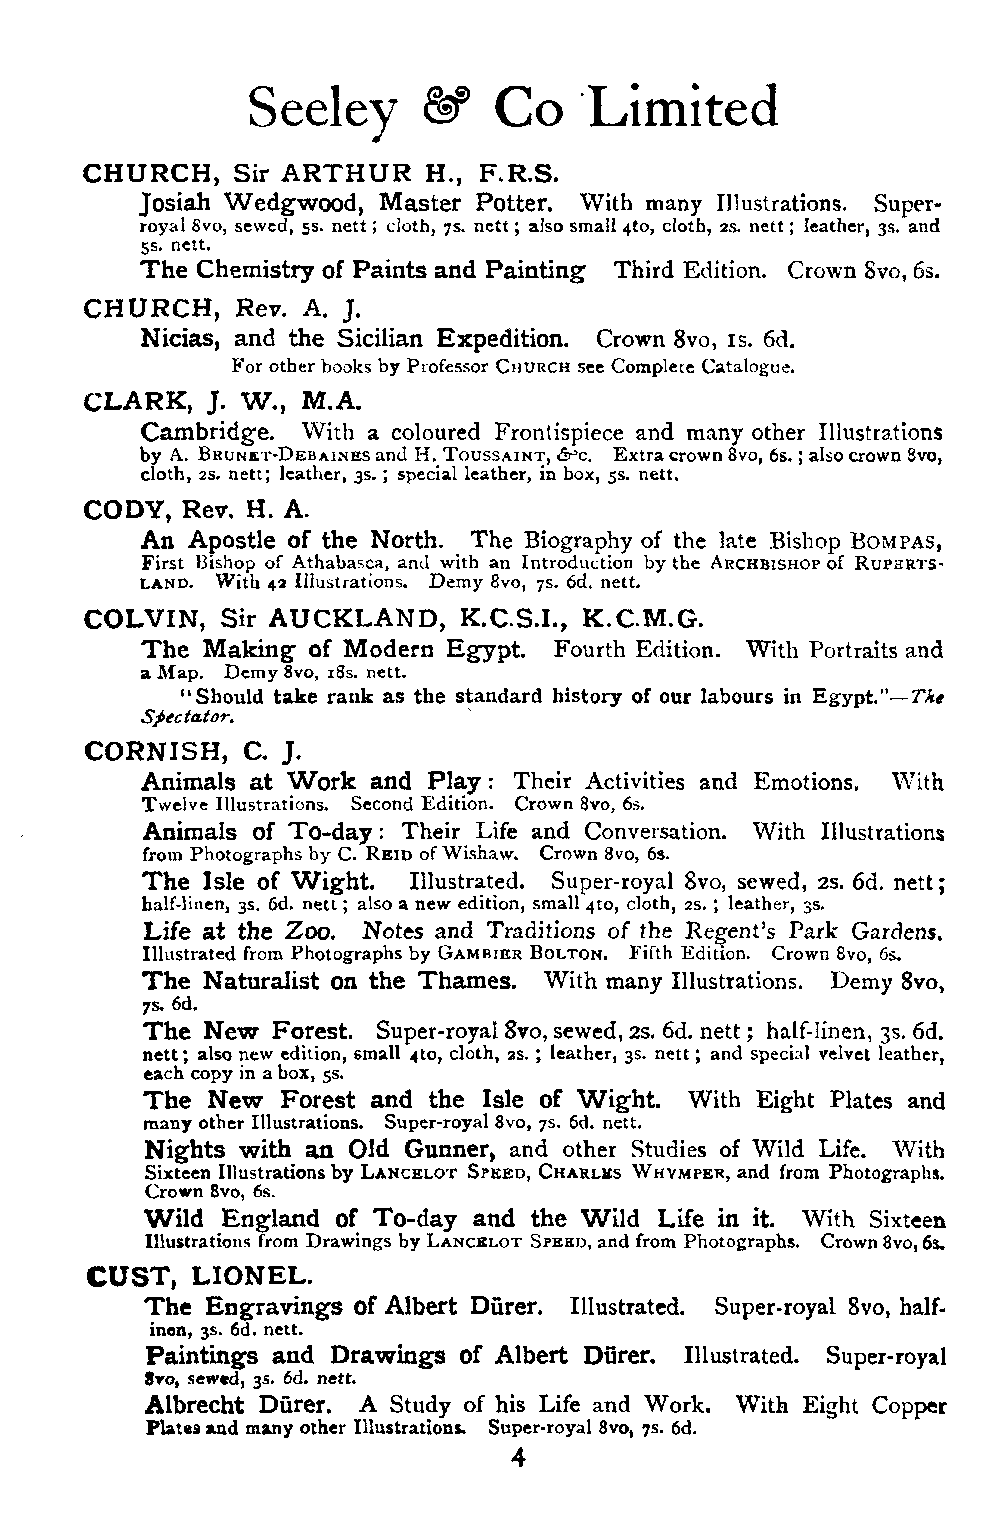 Seeley & Co Limited
CHURCH, Sir ARTHUR H., F.R.S.
Josiah Wedgwood, Master Potter. With many Illustrations. Super-
royal 8vo, sewed, 5s. nett; cloth, 7s. nett; also small 4to, cloth, 2s. nett; leather, 3s. and
5s. nett.
The Chemistry of Paints and Painting Third Edition. Crown 8vo, 6s.
CHURCH, Rev. A. J.
Nicias, and the Sicilian Expedition. Crown 8vo, 1s. 6d.
For other books by Professor CHURCH see Complete Catalogue.
CLARK, J. W., M.A.
Cambridge. With a coloured Frontispiece and many other Illustrations
by A. BRUNET-DEBAINES and H. TOUSSAINT, &c. Extra crown 8vo, 6s.; also crown 8vo,
cloth, 2s. nett; leather, 3s.; special leather, in box, 5s. nett.
CODY, Rev. H. A.
An Apostle of the North. The Biography of the late Bishop BOMPAS,
First Bishop of Athabasca, and with an Introduction by the ARCHBISHOP of RUPERTS-
LAND. With 42 Illustrations. Demy 8vo, 7s. 6d. nett.
COLVIN, Sir AUCKLAND, K.C.S.I., K.C.M.G.
The Making of Modern Egypt. Fourth Edition. With Portraits and
a Map. Demy 8vo, 18s. nett.
"Should take rank as the standard history of our labours in Egypt."—The
Spectator.
CORNISH, C. J.
Animals at Work and Play: Their Activities and Emotions. With
Twelve Illustrations. Second Edition. Crown 8vo, 6s.
Animals of To-day: Their Life and Conversation. With Illustrations
from Photographs by C. REID of Wishaw. Crown 8vo, 6s.
The Isle of Wight. Illustrated. Super-royal 8vo, sewed, 2s. 6d. nett;
half-linen, 3s. 6d. nett; also a new edition, small 4to, cloth, 2s.; leather, 3s.
Life at the Zoo. Notes and Traditions of the Regent's Park Gardens.
Illustrated from Photographs by GAMBIER BOLTON. Fifth Edition. Crown 8vo, 6s.
The Naturalist on the Thames. With many Illustrations. Demy 8vo,
7s. 6d.
The New Forest. Super-royal 8vo, sewed, 2s. 6d. nett; half-linen, 3s. 6d.
nett; also new edition, small 4to, cloth, 2s.; leather, 3s. nett; and special velvet leather,
each copy in a box, 5s.
The New Forest and the Isle of Wight. With Eight Plates and
many other Illustrations. Super-royal 8vo, 7s. 6d. nett.
Nights with an Old Gunner, and other Studies of Wild Life. With
Sixteen Illustrations by LANCELOT SPEED, CHARLES WHYMPER, and from Photographs.
Crown 8vo, 6s.
Wild England of To-day and the Wild Life in it. With Sixteen
Illustrations from Drawings by LANCELOT SPEED, and from Photographs. Crown 8vo, 6s.
CUST, LIONEL.
The Engravings of Albert Dürer. Illustrated. Super-royal 8vo, half-
inen, 3s. 6d. nett.
Paintings and Drawings of Albert Dürer. Illustrated. Super-royal
8vo, sewed, 3s. 6d. nett.
Albrecht Dürer. A Study of his Life and Work. With Eight Copper
Plates and many other Illustrations. Super-royal 8vo, 7s. 6d.
4